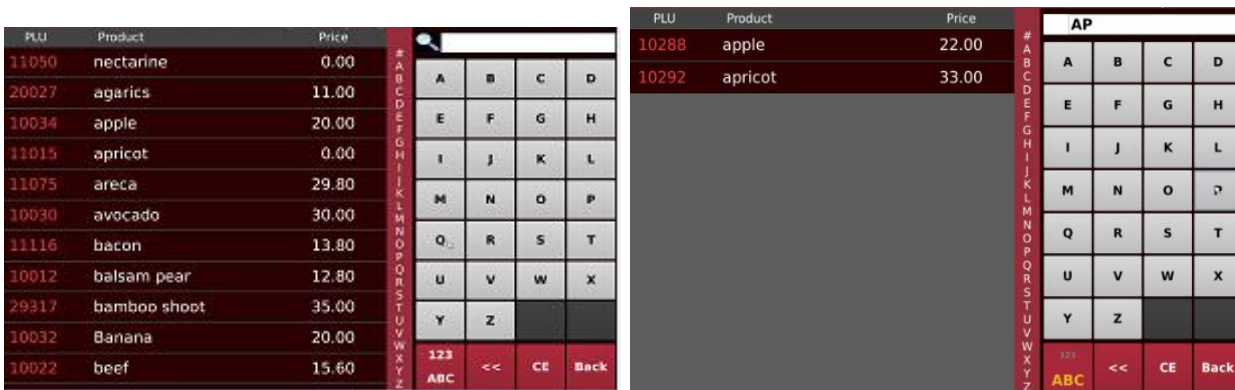 PLU Product Price
11050 nectarine 0.00
20027 agarics 11.00
10034 apple 20.00
11015 apricot 0.00
11075 areca 29.80
10030 avocado 30.00
11116 bacon 13.80
10012 balsam pear 12.80
29317 bamboo shoot 35.00
10032 Banana 20.00
10022 beef 15.60
#
A
B
C
D
E
F
G
H
I
J
K
L
M
N
O
P
Q
R
S
T
U
V
W
X
Y
Z
A B C D
E F G H
I J K L
M N O P
Q R S T
U V W X
Y Z
123
ABC << CE Back
PLU Product Price
10288 apple 22.00
10292 apricot 33.00
#
A
B
C
D
E
F
G
H
I
J
K
L
M
N
O
P
Q
R
S
T
U
V
W
X
Y
Z
AP
A B C D
E F G H
I J K L
M N O P
Q R S T
U V W X
Y Z
123
ABC << CE Back